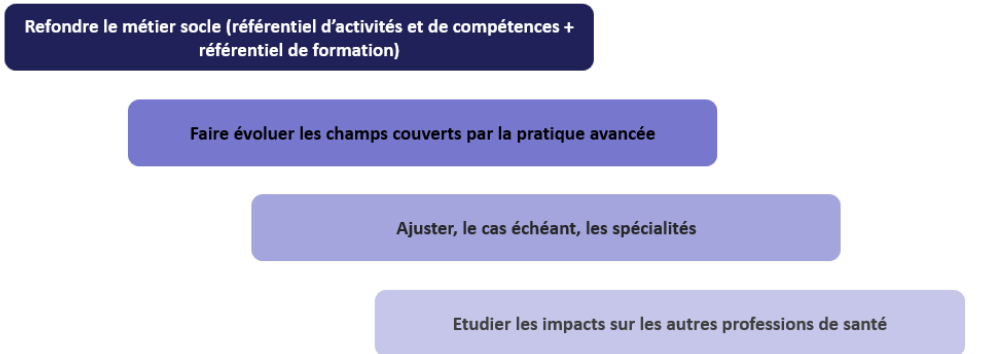 Refondre le métier socle (référentiel d'activités et de compétences +
référentiel de formation)
Faire évoluer les champs couverts par la pratique avancée
Ajuster, le cas échéant, les spécialités
Etudier les impacts sur les autres professions de santé